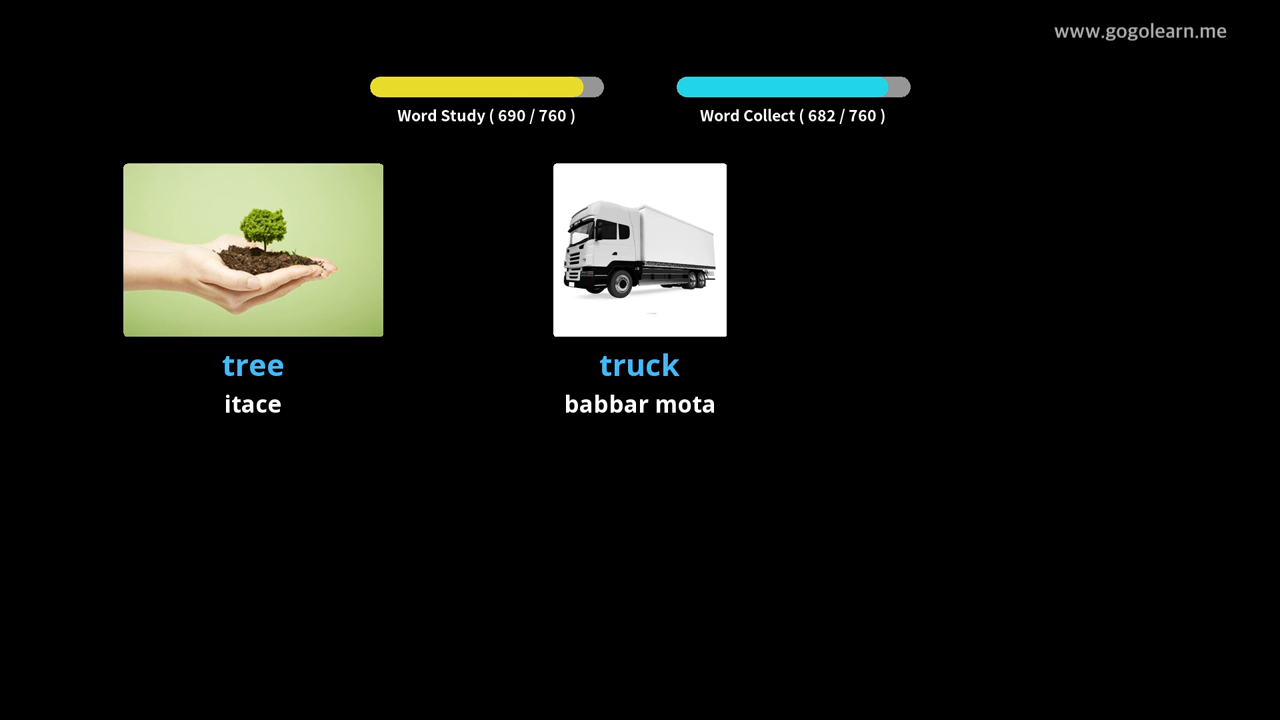 www.gogolearn.me
Word Study ( 690 / 760 )
Word Collect ( 682 / 760 )
tree
itace
truck
babbar mota